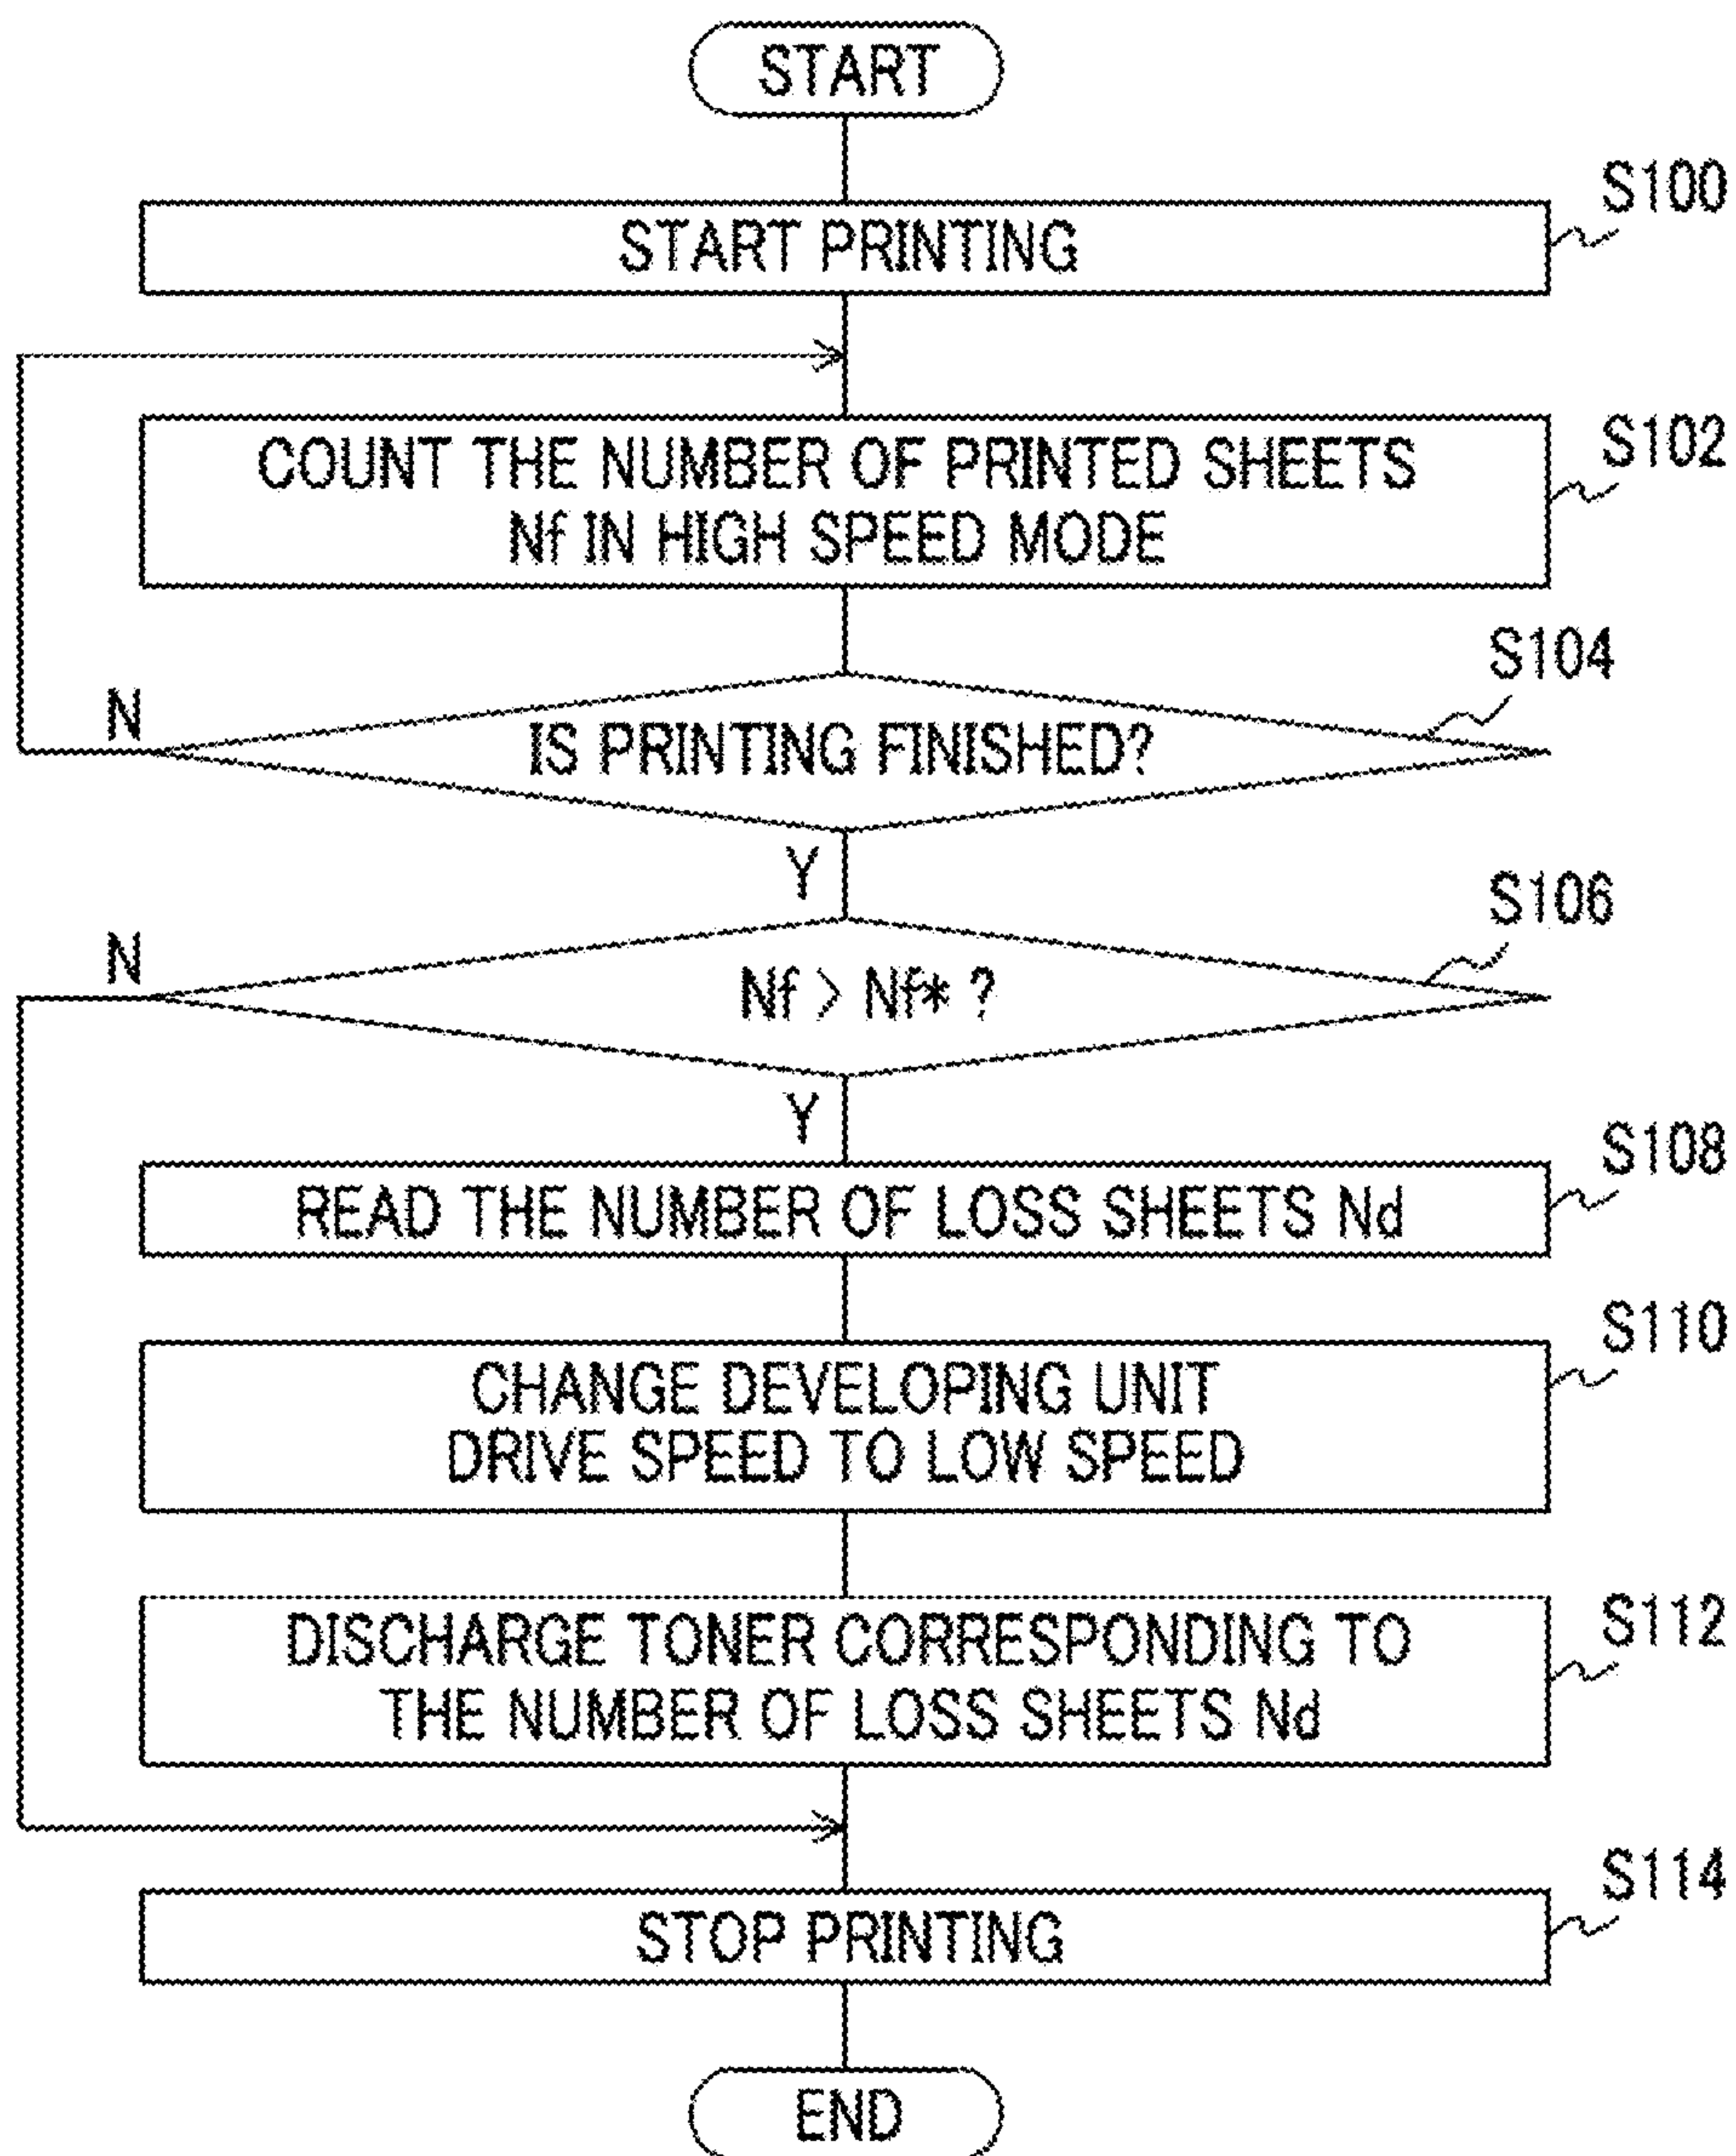 START
S100
START PRINTING
S102
COUNT THE NUMBER OF PRINTED SHEETS
Nf IN HIGH SPEED MODE
S104
N
IS PRINTING FINISHED?
Y
S106
N
Nf > Nf* ?
Y
S108
READ THE NUMBER OF LOSS SHEETS Nd
S110
CHANGE DEVELOPING UNIT
DRIVE SPEED TO LOW SPEED
S112
DISCHARGE TONER CORRESPONDING TO
THE NUMBER OF LOSS SHEETS Nd
S114
STOP PRINTING
END